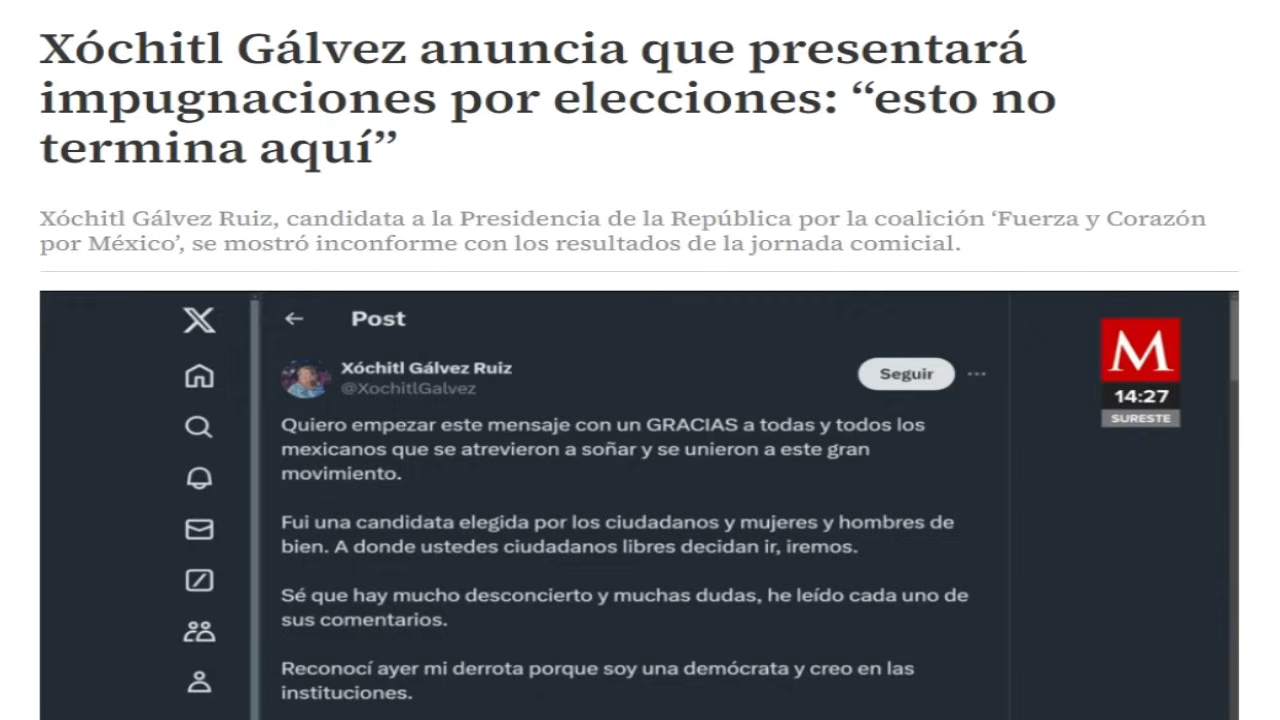 Xóchitl Gálvez anuncia que presentará
impugnaciones por elecciones: “esto no
termina aquí”
Xóchitl Gálvez Ruiz, candidata a la Presidencia de la República por la coalición ‘Fuerza y Corazón
por México’, se mostró inconforme con los resultados de la jornada comicial.
Post
Xóchitl Gálvez Ruiz
@XochitlGalvez
Seguir
M
14:27
SURESTE
Quiero empezar este mensaje con un GRACIAS a todas y todos los
mexicanos que se atrevieron a soñar y se unieron a este gran
movimiento.
Fui una candidata elegida por los ciudadanos y mujeres y hombres de
bien. A donde ustedes ciudadanos libres decidan ir, iremos.
Sé que hay mucho desconcierto y muchas dudas, he leído cada uno de
sus comentarios.
Reconocí ayer mi derrota porque soy una demócrata y creo en las
instituciones.